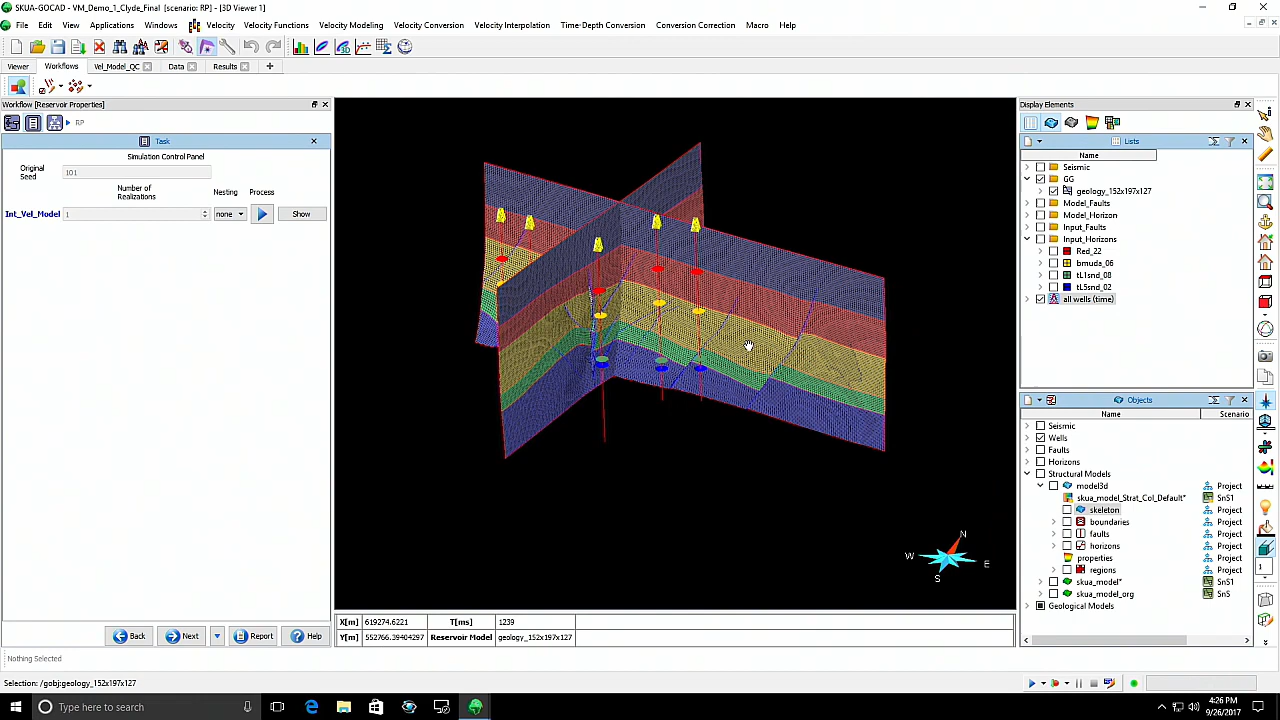 SKUA-GOCAD - VM_Demo_1_Clyde_Final [scenario: RP] - [3D Viewer 1]
File Edit View Applications Windows Velocity Velocity Functions Velocity Modeling Velocity Conversion Velocity Interpolation Time-Depth Conversion Conversion Correction Macro Help
Viewer Workflows Vel_Model_QC Data Results
Workflow [Reservoir Properties]
RP
Task
Simulation Control Panel
Original Seed 101
Number of Realizations Nesting Process
Int_Vel_Model 1 none Show
Back Next Report Help
Nothing Selected
Selection: /gobj:geology_152x197x127
N
W
E
S
X[m] 619274.6221 T[ms] 1239
Y[m] 552766.39404297 Reservoir Model geology_152x197x127
Display Elements
Lists
Name
Seismic
GG
geology_152x197x127
Model_Faults
Model_Horizon
Input_Faults
Input_Horizons
Red_22
bmuda_06
tL1snd_08
tL5snd_02
all wells (time)
Objects
Name Scenario
Seismic
Wells
Faults
Horizons
Structural Models
model3d Project
skua_model_Strat_Col_Default* SnS1
skeleton Project
boundaries Project
faults Project
horizons Project
properties Project
regions Project
skua_model* SnS1
skua_model_org SnS
Geological Models
1
Type here to search
4:26 PM
9/26/2017